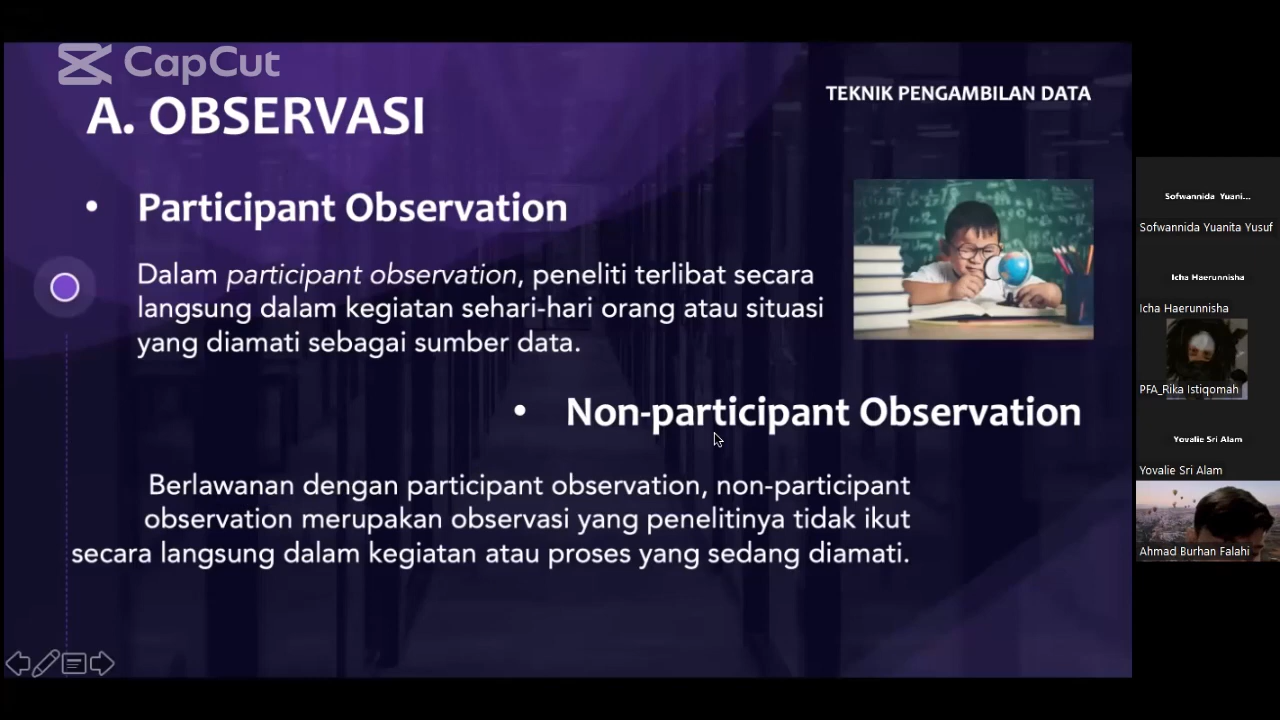 CapCut
A. OBSERVASI
TEKNIK PENGAMBILAN DATA
• Participant Observation
Dalam participant observation, peneliti terlibat secara
langsung dalam kegiatan sehari-hari orang atau situasi
yang diamati sebagai sumber data.
• Non-participant Observation
Berlawanan dengan participant observation, non-participant
observation merupakan observasi yang penelitinya tidak ikut
secara langsung dalam kegiatan atau proses yang sedang diamati.
Sofwannida Yuani...
Sofwannida Yuanita Yusuf
Icha Haerunnisha
Icha Haerunnisha
PFA_Rika Istiqomah
Yovalie Sri Alam
Yovalie Sri Alam
Ahmad Burhan Falahi